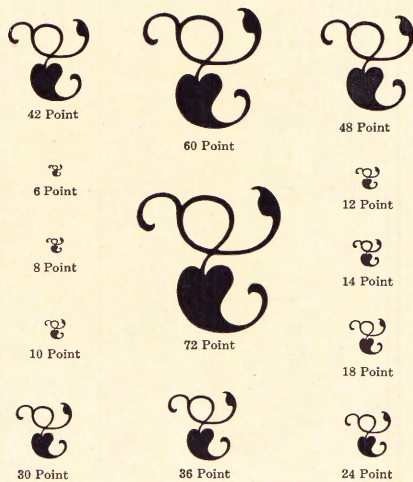 42 Point
60 Point
48 Point
6 Point
12 Point
8 Point
14 Point
10 Point
72 Point
18 Point
30 Point
36 Point
24 Point